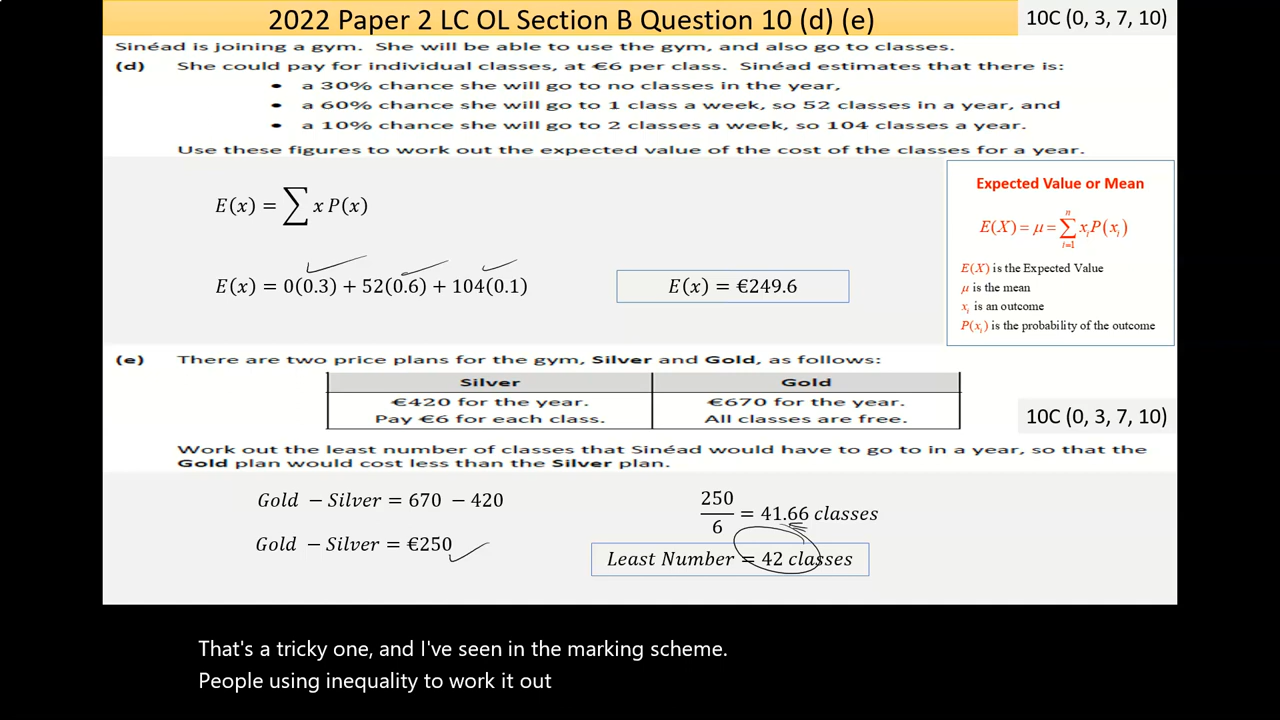 2022 Paper 2 LC OL Section B Question 10 (d) (e)
10C (0, 3, 7, 10)
Sinéad is joining a gym. She will be able to use the gym, and also go to classes.
(d) She could pay for individual classes, at €6 per class. Sinéad estimates that there is:
• a 30% chance she will go to no classes in the year,
• a 60% chance she will go to 1 class a week, so 52 classes in a year, and
• a 10% chance she will go to 2 classes a week, so 104 classes a year.
Use these figures to work out the expected value of the cost of the classes for a year.
E(x) = ∑ x P(x)
E(x) = 0(0.3) + 52(0.6) + 104(0.1)
E(x) = €249.6
Expected Value or Mean
E(X) = μ = ∑_{i=1}^{n} x_i P(x_i)
E(X) is the Expected Value
μ is the mean
x_i is an outcome
P(x_i) is the probability of the outcome
(e) There are two price plans for the gym, Silver and Gold, as follows:
Silver Gold
€420 for the year. €670 for the year.
Pay €6 for each class. All classes are free.
10C (0, 3, 7, 10)
Work out the least number of classes that Sinéad would have to go to in a year, so that the
Gold plan would cost less than the Silver plan.
Gold − Silver = 670 − 420
Gold − Silver = €250
250/6 = 41.66 classes
Least Number = 42 classes
That's a tricky one, and I've seen in the marking scheme.
People using inequality to work it out